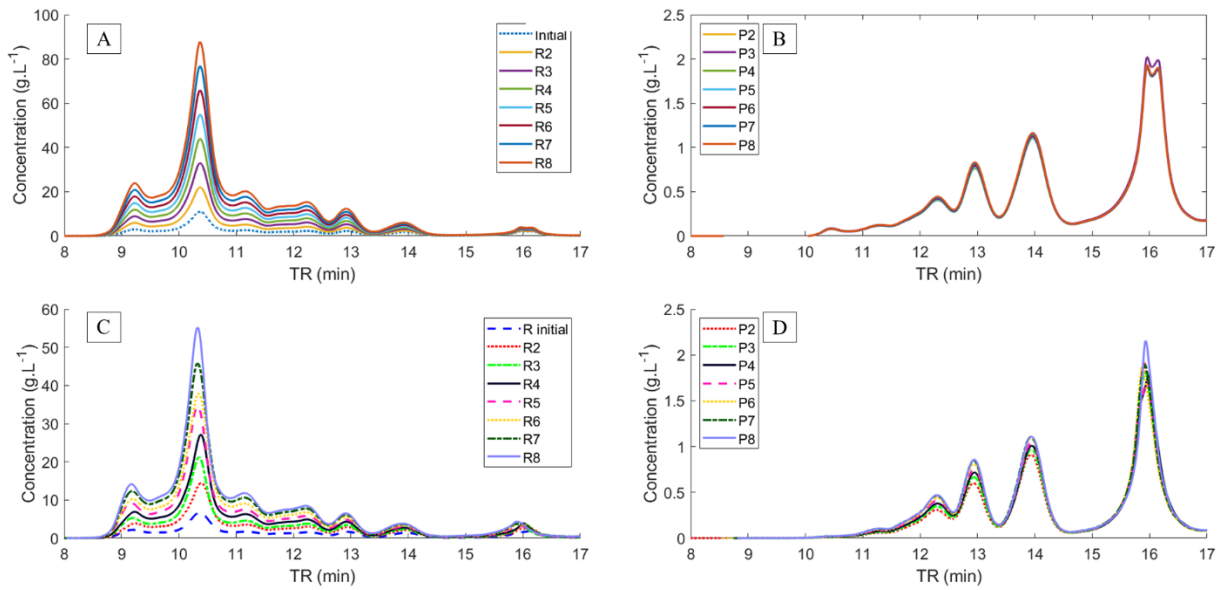 A
Concentration (g.L-1)
100
80
60
40
20
0
8 9 10 11 12 13 14 15 16 17
TR (min)
Initial
R2
R3
R4
R5
R6
R7
R8
B
Concentration (g.L-1)
2.5
2
1.5
1
0.5
0
8 9 10 11 12 13 14 15 16 17
TR (min)
P2
P3
P4
P5
P6
P7
P8
C
Concentration (g.L-1)
60
50
40
30
20
10
0
8 9 10 11 12 13 14 15 16 17
TR (min)
R initial
R2
R3
R4
R5
R6
R7
R8
D
Concentration (g.L-1)
2.5
2
1.5
1
0.5
0
8 9 10 11 12 13 14 15 16 17
TR (min)
P2
P3
P4
P5
P6
P7
P8